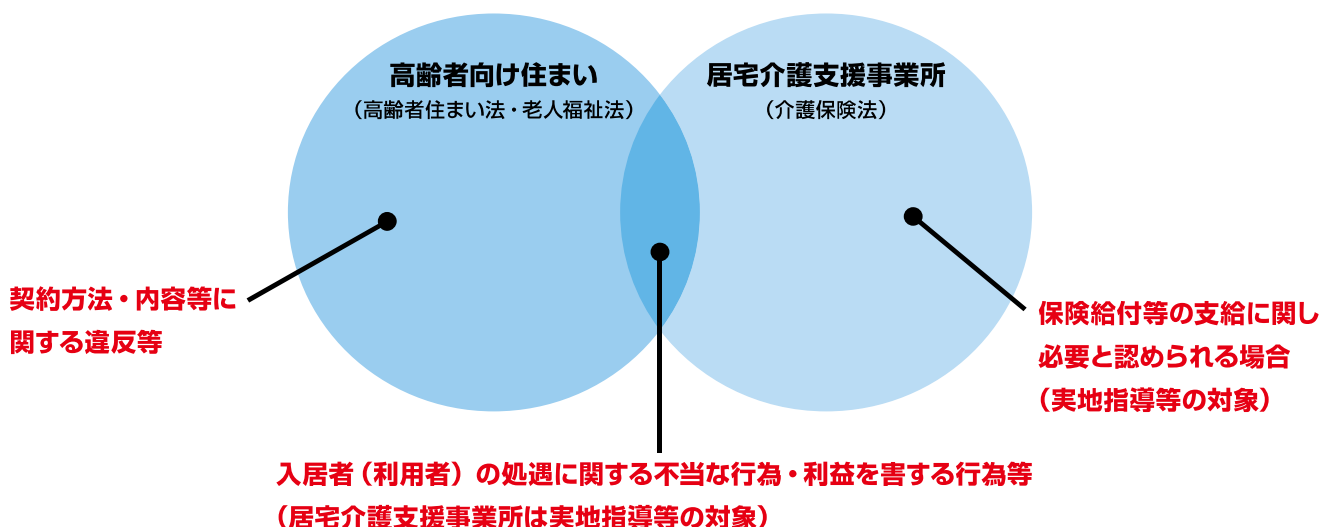 高齢者向け住まい
（高齢者住まい法・老人福祉法）
居宅介護支援事業所
（介護保険法）
契約方法・内容等に
関する違反等
保険給付等の支給に関し
必要と認められる場合
（実地指導等の対象）
入居者（利用者）の処遇に関する不当な行為・利益を害する行為等
（居宅介護支援事業所は実地指導等の対象）